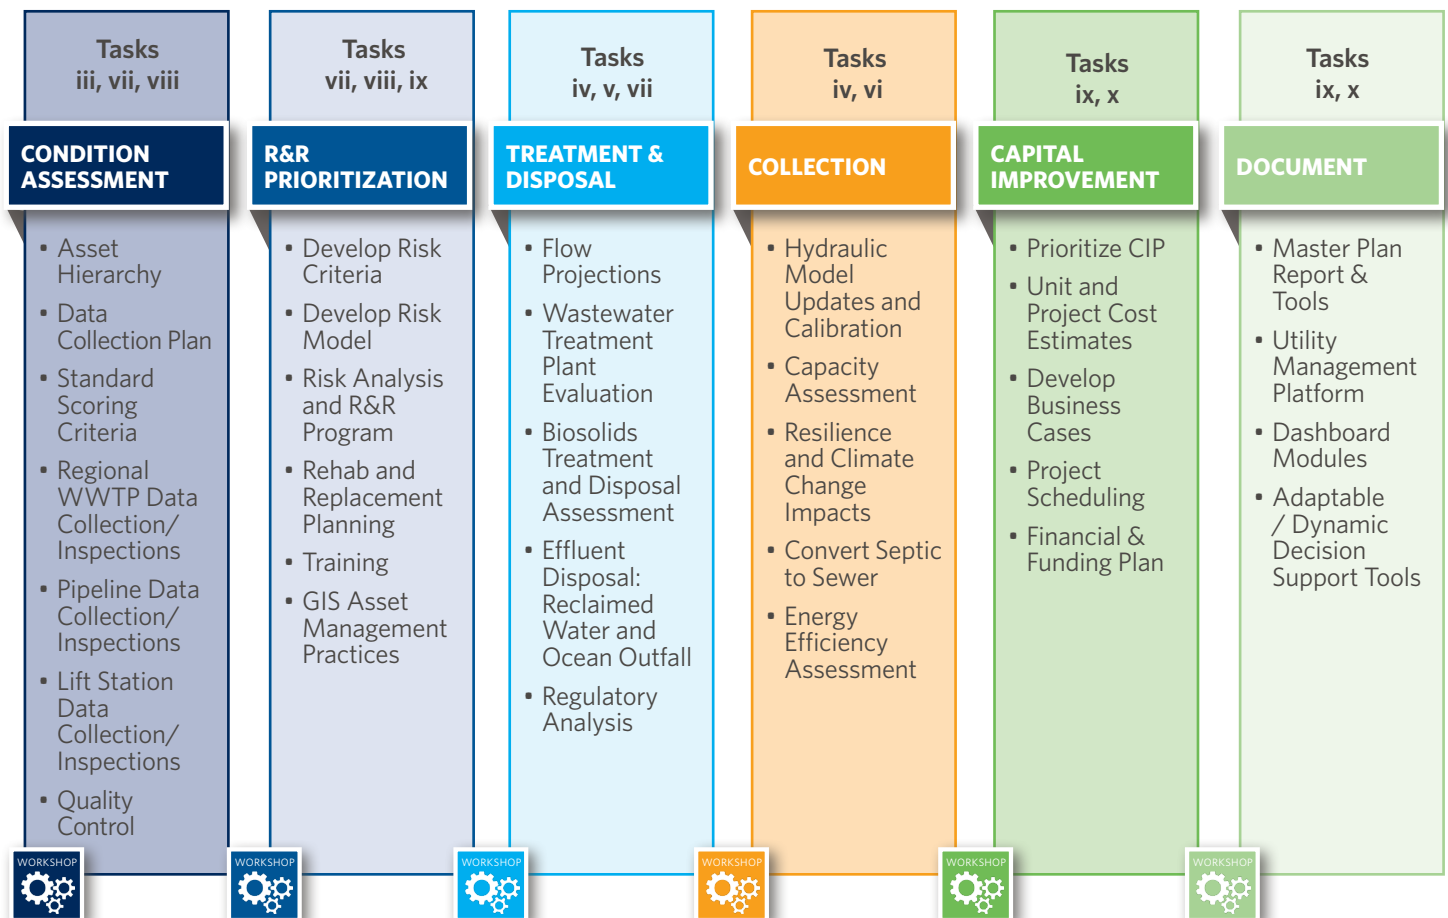 Tasks
iii, vii, viii
CONDITION
ASSESSMENT
• Asset
Hierarchy
• Data
Collection Plan
• Standard
Scoring
Criteria
• Regional
WWTP Data
Collection/
Inspections
• Pipeline Data
Collection/
Inspections
• Lift Station
Data
Collection/
Inspections
• Quality
Control
WORKSHOP
Tasks
vii, viii, ix
R&R
PRIORITIZATION
• Develop Risk
Criteria
• Develop Risk
Model
• Risk Analysis
and R&R
Program
• Rehab and
Replacement
Planning
• Training
• GIS Asset
Management
Practices
WORKSHOP
Tasks
iv, v, vii
TREATMENT &
DISPOSAL
• Flow
Projections
• Wastewater
Treatment
Plant
Evaluation
• Biosolids
Treatment
and Disposal
Assessment
• Effluent
Disposal:
Reclaimed
Water and
Ocean Outfall
• Regulatory
Analysis
WORKSHOP
Tasks
iv, vi
COLLECTION
• Hydraulic
Model
Updates and
Calibration
• Capacity
Assessment
• Resilience
and Climate
Change
Impacts
• Convert Septic
to Sewer
• Energy
Efficiency
Assessment
WORKSHOP
Tasks
ix, x
CAPITAL
IMPROVEMENT
• Prioritize CIP
• Unit and
Project Cost
Estimates
• Develop
Business
Cases
• Project
Scheduling
• Financial &
Funding Plan
WORKSHOP
Tasks
ix, x
DOCUMENT
• Master Plan
Report &
Tools
• Utility
Management
Platform
• Dashboard
Modules
• Adaptable
/ Dynamic
Decision
Support Tools
WORKSHOP